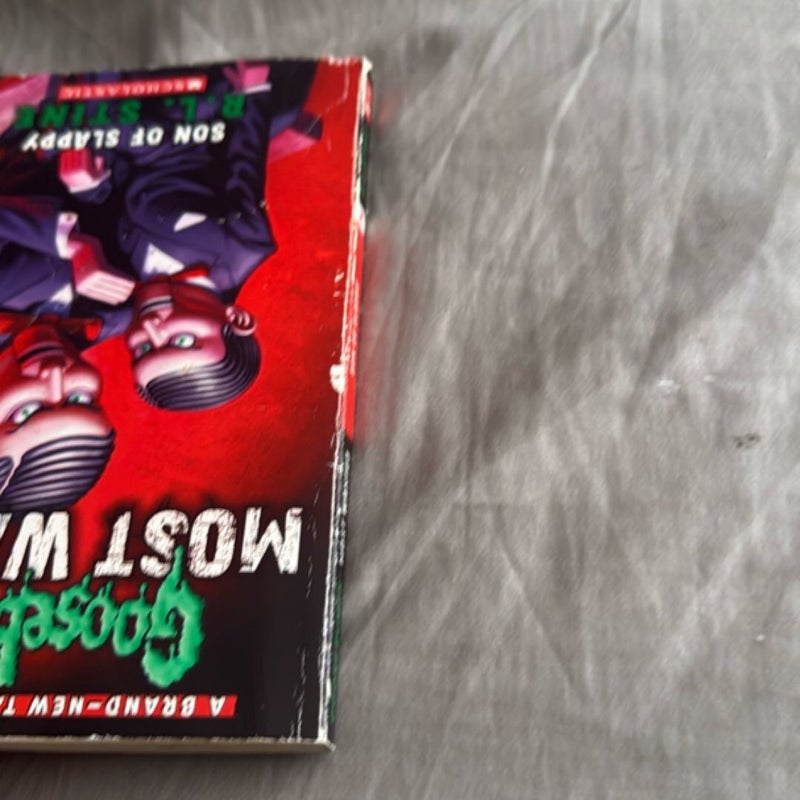 A BRAND-NEW
Goose
MOST
SON OF SLAPPY
R.L. STINE
SCHOLASTIC